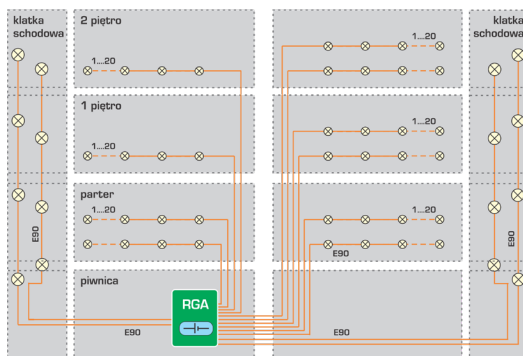 klatka
schodowa
2 piętro
klatka
schodowa
1....20
1....20
1 piętro
1....20
1....20
parter
1....20
1....20
E90
E90
E90
piwnica
RGA
E90
E90